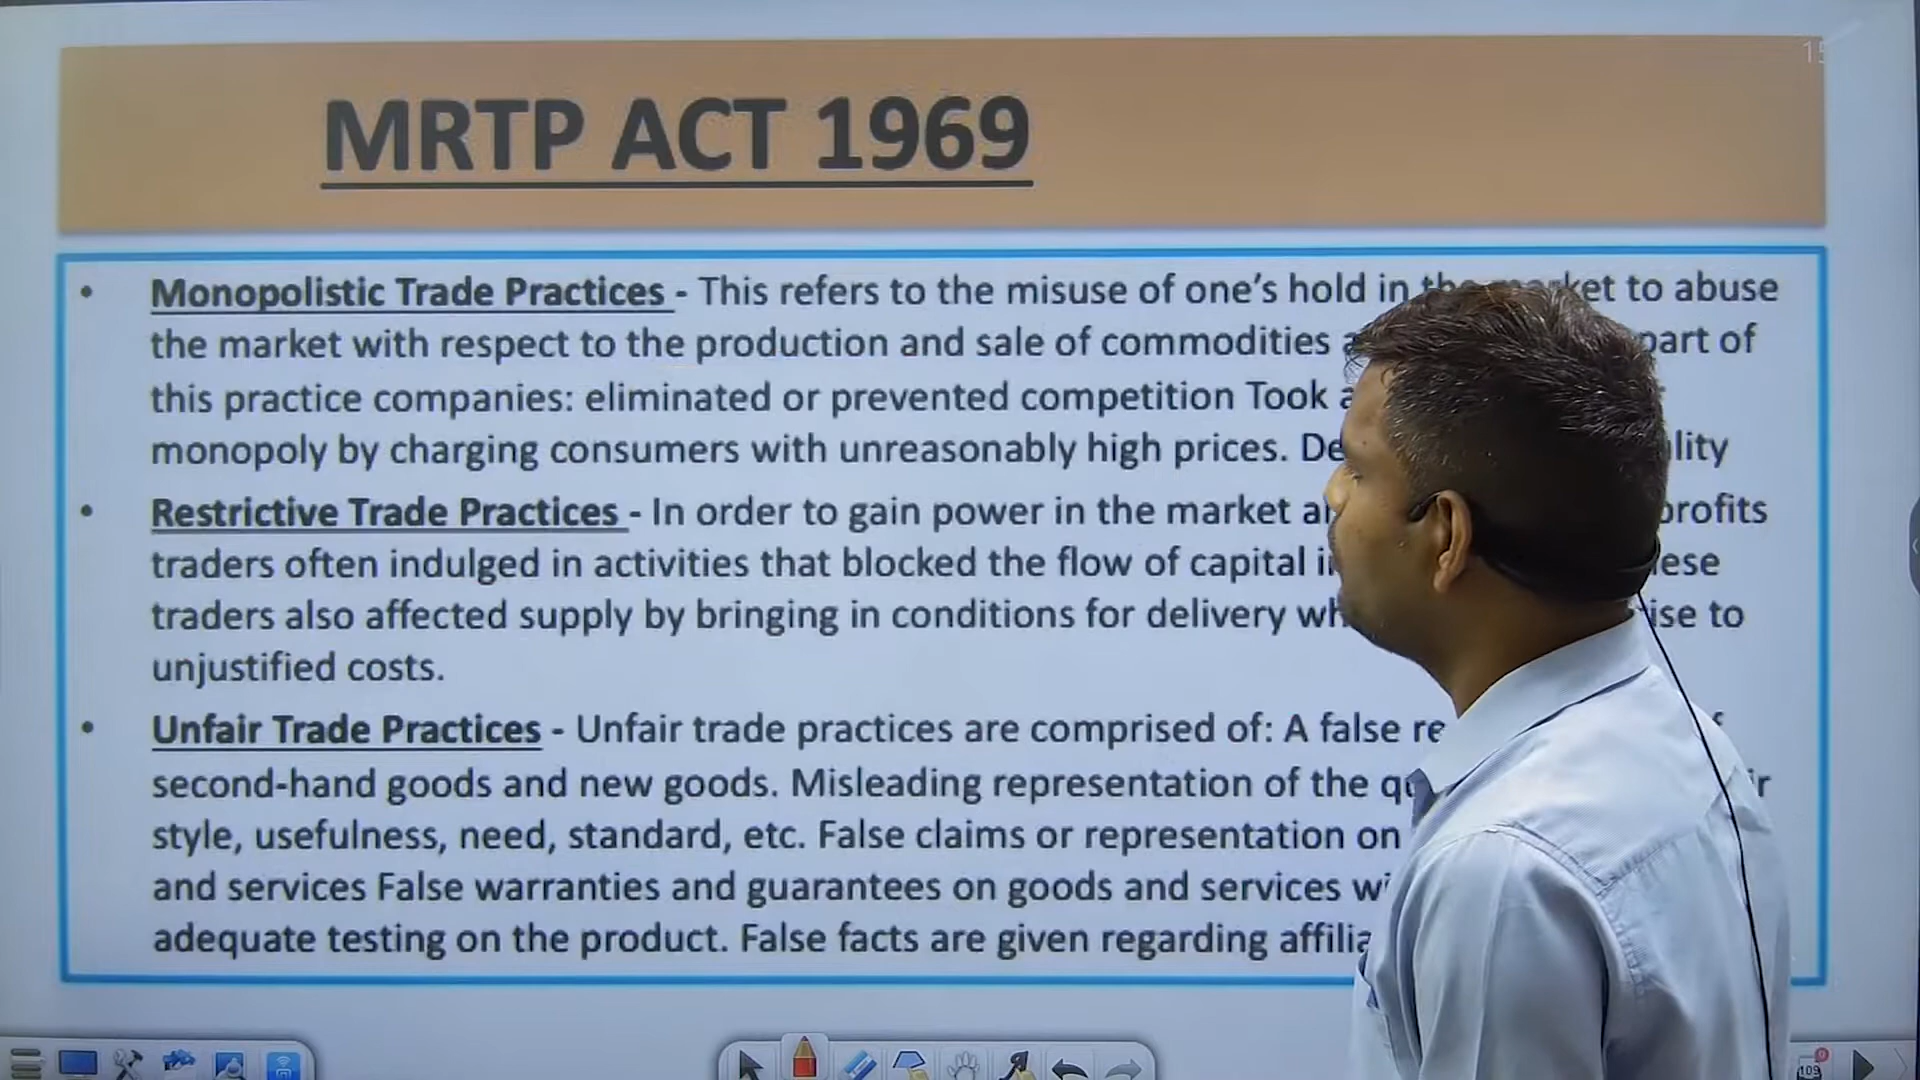 15
MRTP ACT 1969
• Monopolistic Trade Practices - This refers to the misuse of one's hold in the market to abuse
the market with respect to the production and sale of commodities part of
this practice companies: eliminated or prevented competition Took
monopoly by charging consumers with unreasonably high prices.
• Restrictive Trade Practices - In order to gain power in the market profits
traders often indulged in activities that blocked the flow of capital
traders also affected supply by bringing in conditions for delivery to
unjustified costs.
• Unfair Trade Practices - Unfair trade practices are comprised of: A false
second-hand goods and new goods. Misleading representation of the
style, usefulness, need, standard, etc. False claims or representation on
and services False warranties and guarantees on goods and services
adequate testing on the product. False facts are given regarding
109